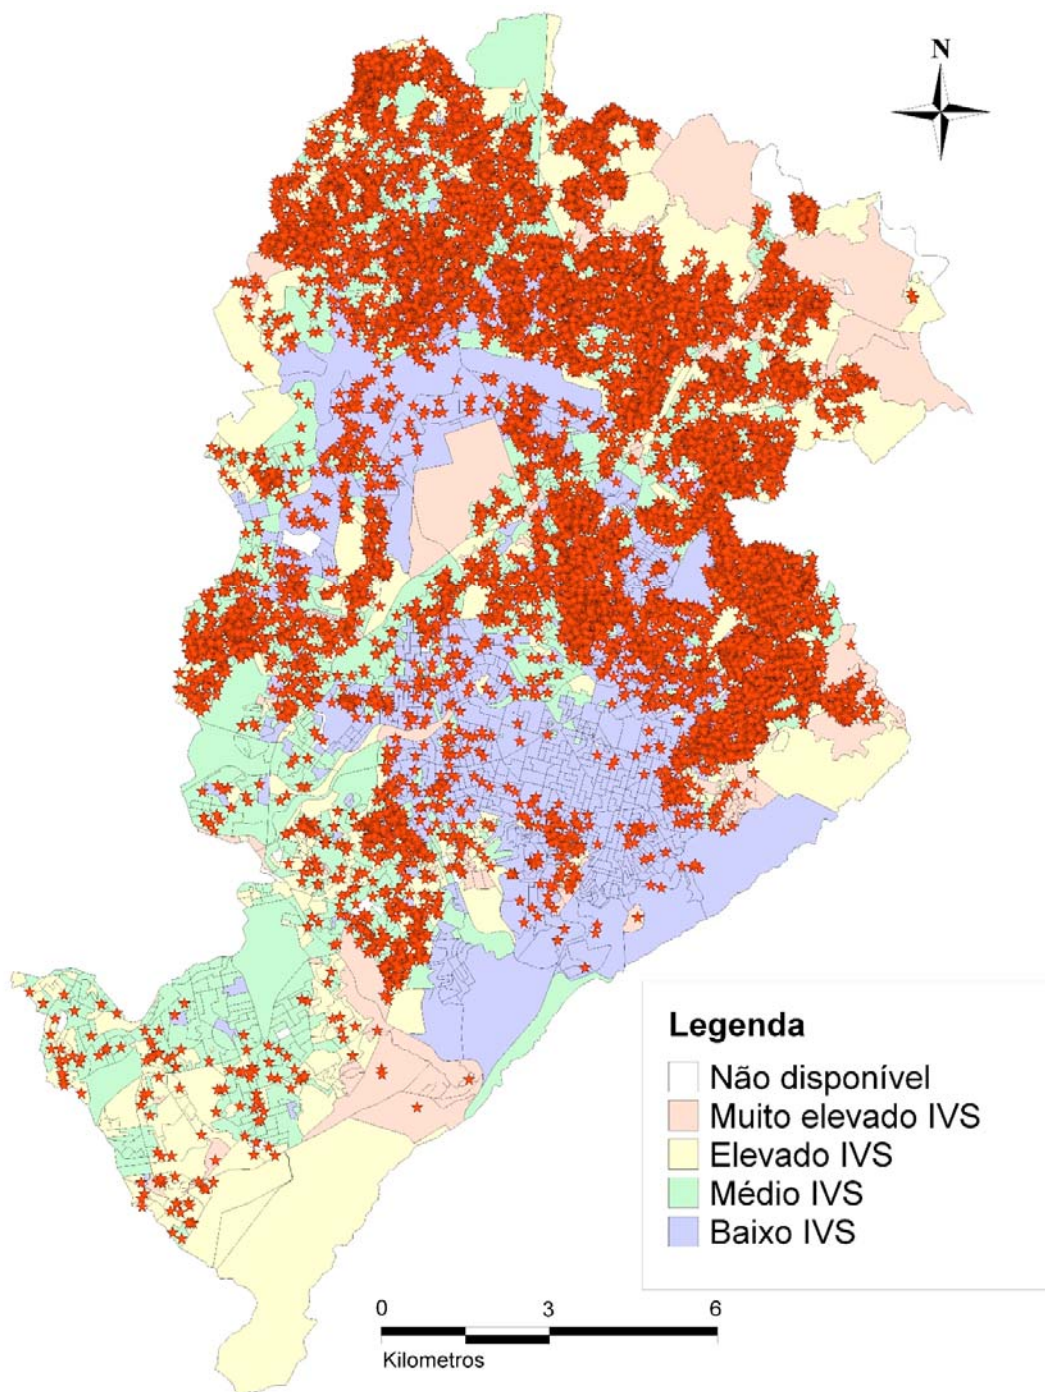 N
Legenda
Não disponível
Muito elevado IVS
Elevado IVS
Médio IVS
Baixo IVS
0 3 6
Kilometros